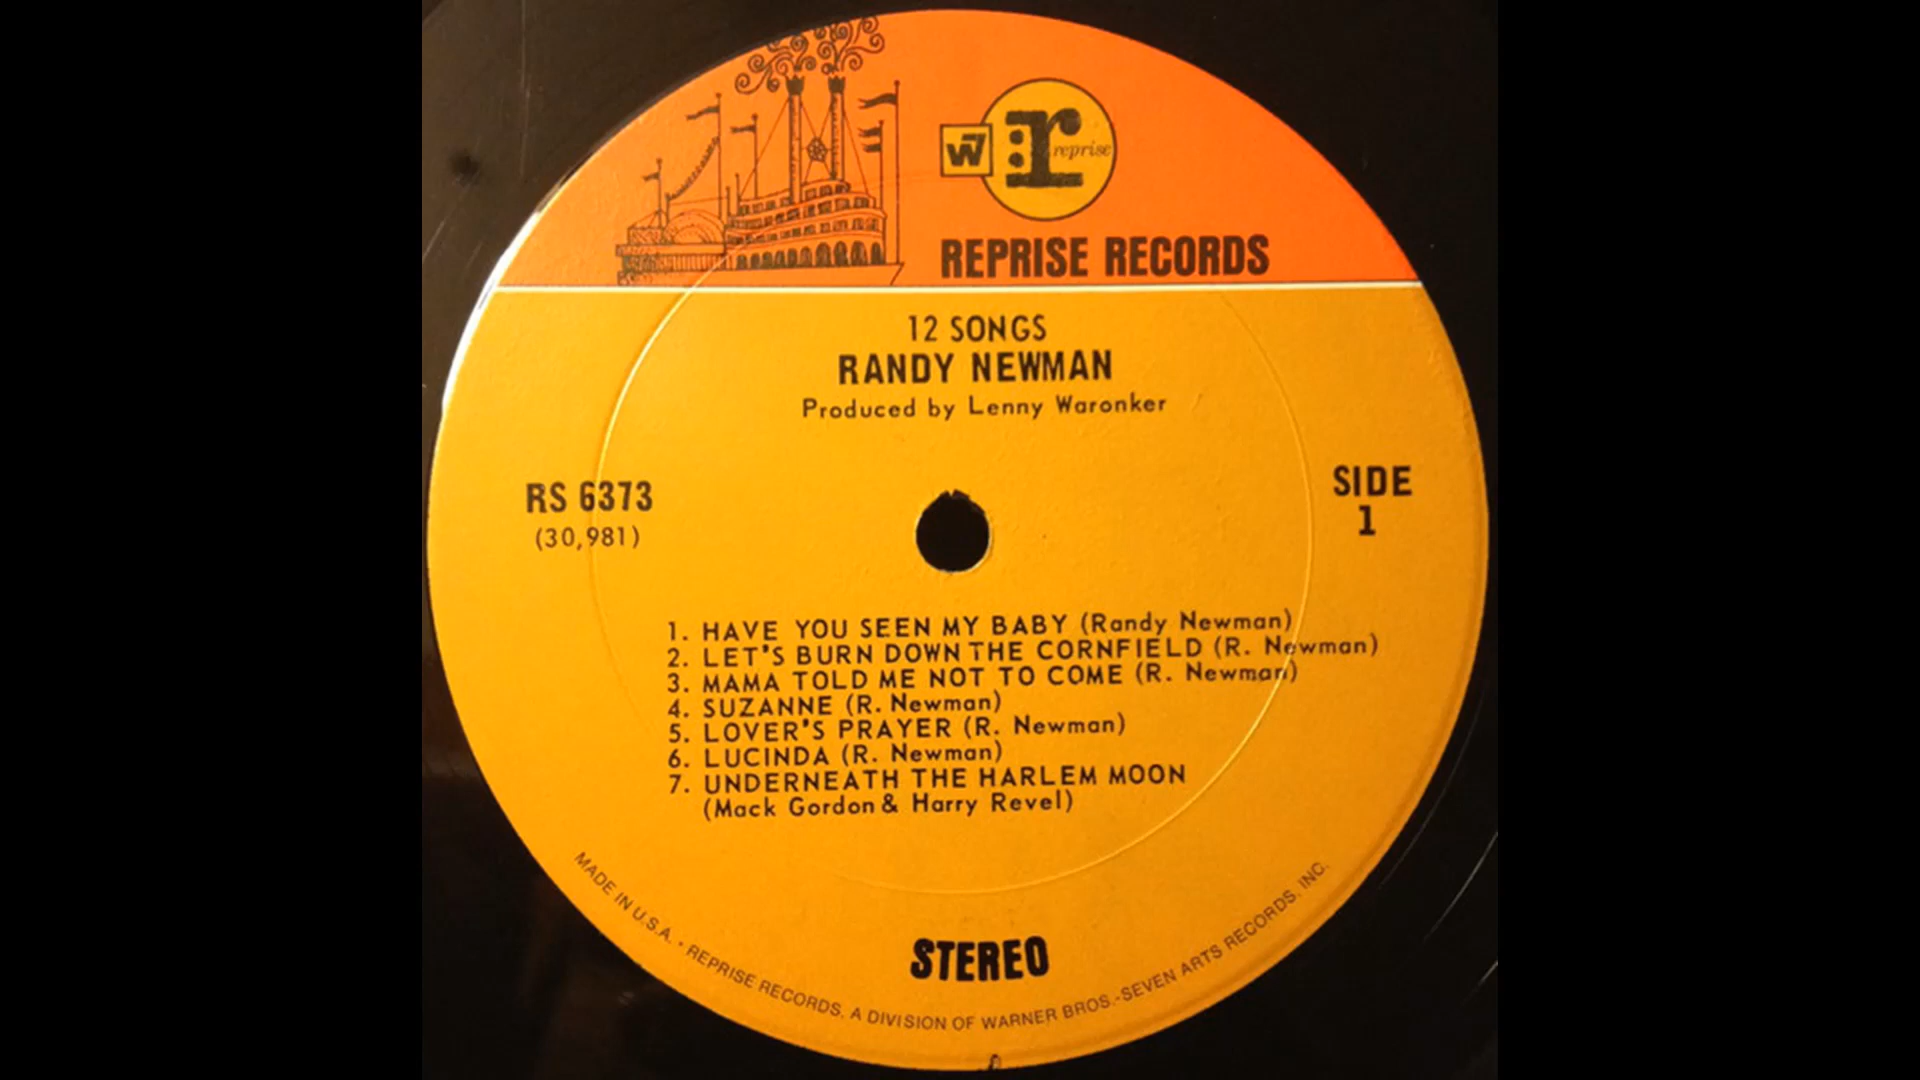 W7
r
reprise
REPRISE RECORDS
12 SONGS
RANDY NEWMAN
Produced by Lenny Waronker
RS 6373
(30,981)
SIDE
1
1. HAVE YOU SEEN MY BABY (Randy Newman)
2. LET'S BURN DOWN THE CORNFIELD (R. Newman)
3. MAMA TOLD ME NOT TO COME (R. Newman)
4. SUZANNE (R. Newman)
5. LOVER'S PRAYER (R. Newman)
6. LUCINDA (R. Newman)
7. UNDERNEATH THE HARLEM MOON
(Mack Gordon & Harry Revel)
STEREO
MADE IN U.S.A. • REPRISE RECORDS, A DIVISION OF WARNER BROS.-SEVEN ARTS RECORDS, INC.